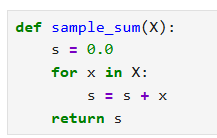 def sample_sum(X):
    s = 0.0
    for x in X:
        s = s + x
    return s